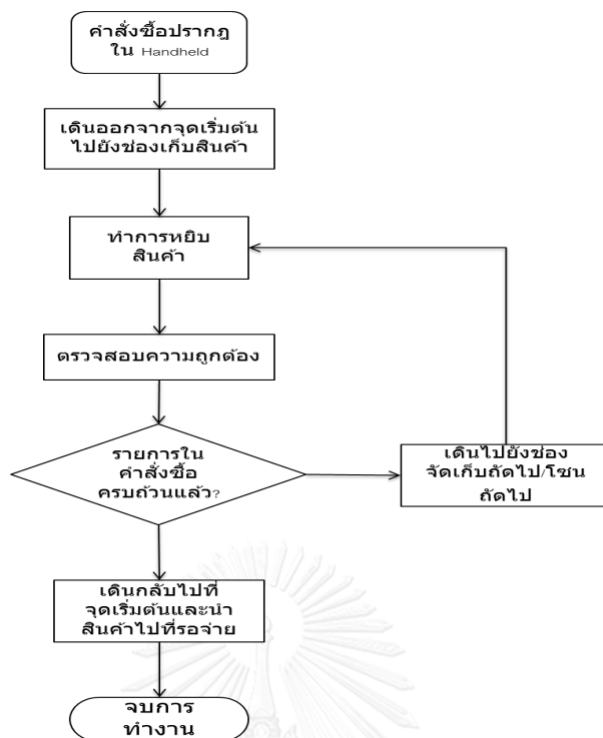 คำสั่งซื้อปรากฏ
ใน Handheld
เดินออกจากจุดเริ่มต้น
ไปยังช่องเก็บสินค้า
ทำการหยิบ
สินค้า
ตรวจสอบความถูกต้อง
รายการใน
คำสั่งซื้อ
ครบถ้วนแล้ว?
เดินไปยังช่อง
จัดเก็บถัดไป/โซน
ถัดไป
เดินกลับไปที่
จุดเริ่มต้นและนำ
สินค้าไปที่รอจ่าย
จบการ
ทำงาน